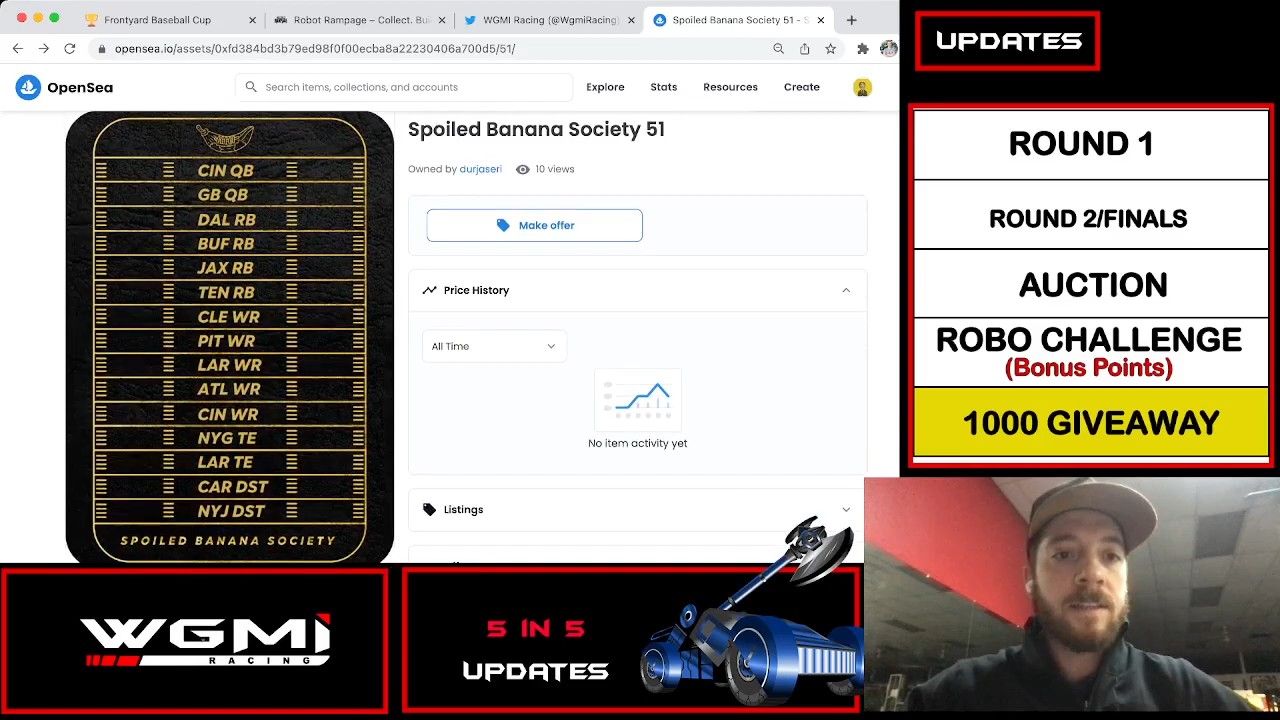 Frontyard Baseball Cup
Robot Rampage – Collect. Bui
WGMI Racing (@WgmiRacing)
Spoiled Banana Society 51 - S
opensea.io/assets/0xfd384bd3b79ed8f8f0f00ecba8a22230406a700d5/51/
OpenSea
Search items, collections, and accounts
Explore
Stats
Resources
Create
CIN QB
GB QB
DAL RB
BUF RB
JAX RB
TEN RB
CLE WR
PIT WR
LAR WR
ATL WR
CIN WR
NYG TE
LAR TE
CAR DST
NYJ DST
SPOILED BANANA SOCIETY
Spoiled Banana Society 51
Owned by durjaseri 10 views
Make offer
Price History
All Time
No item activity yet
Listings
UPDATES
ROUND 1
ROUND 2/FINALS
AUCTION
ROBO CHALLENGE
(Bonus Points)
1000 GIVEAWAY
WGMI
RACING
5 IN 5
UPDATES